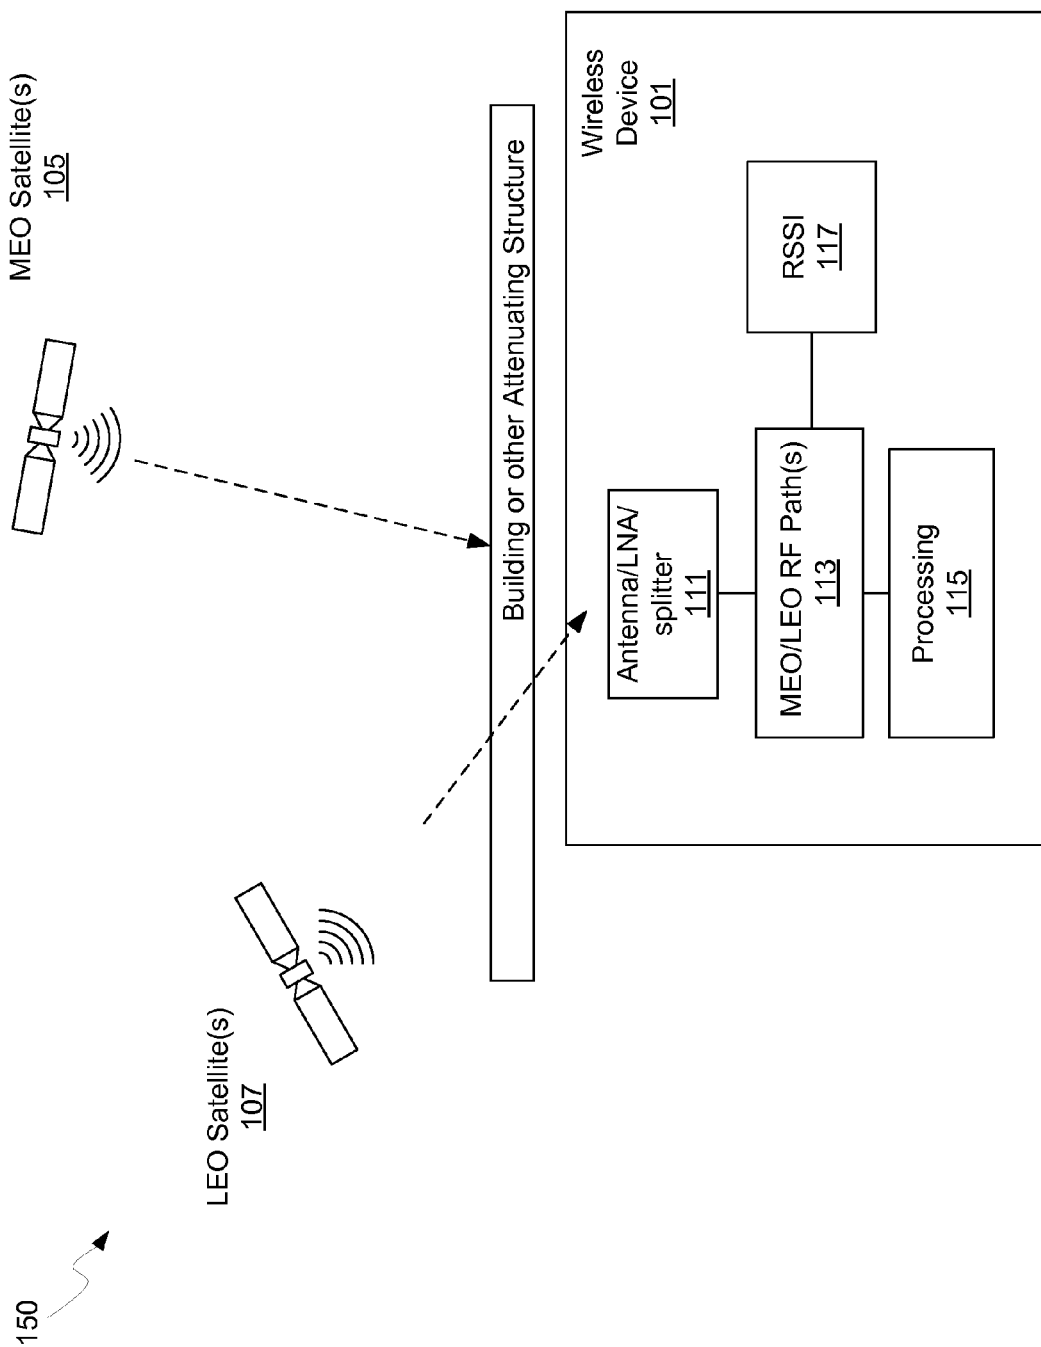 150
MEO Satellite(s)
105
LEO Satellite(s)
107
Building or other Attenuating Structure
Wireless
Device
101
Antenna/LNA/
splitter
111
MEO/LEO RF Path(s)
113
RSSI
117
Processing
115